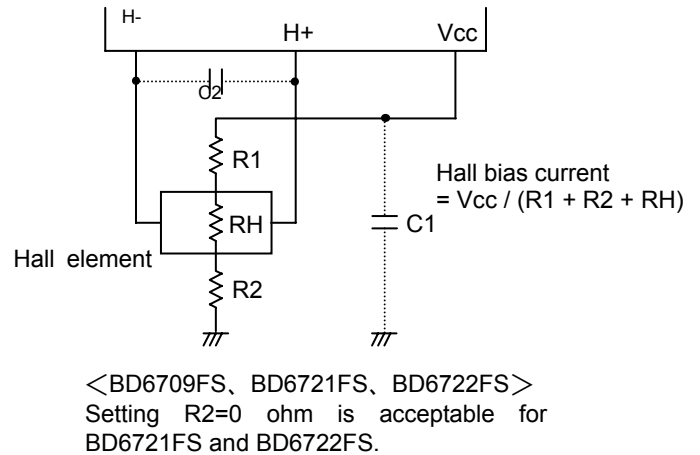 H-
H+
Vcc
C2
R1
Hall bias current
= Vcc / (R1 + R2 + RH)
RH
C1
Hall element
R2
＜BD6709FS、BD6721FS、BD6722FS＞
Setting R2=0 ohm is acceptable for
BD6721FS and BD6722FS.